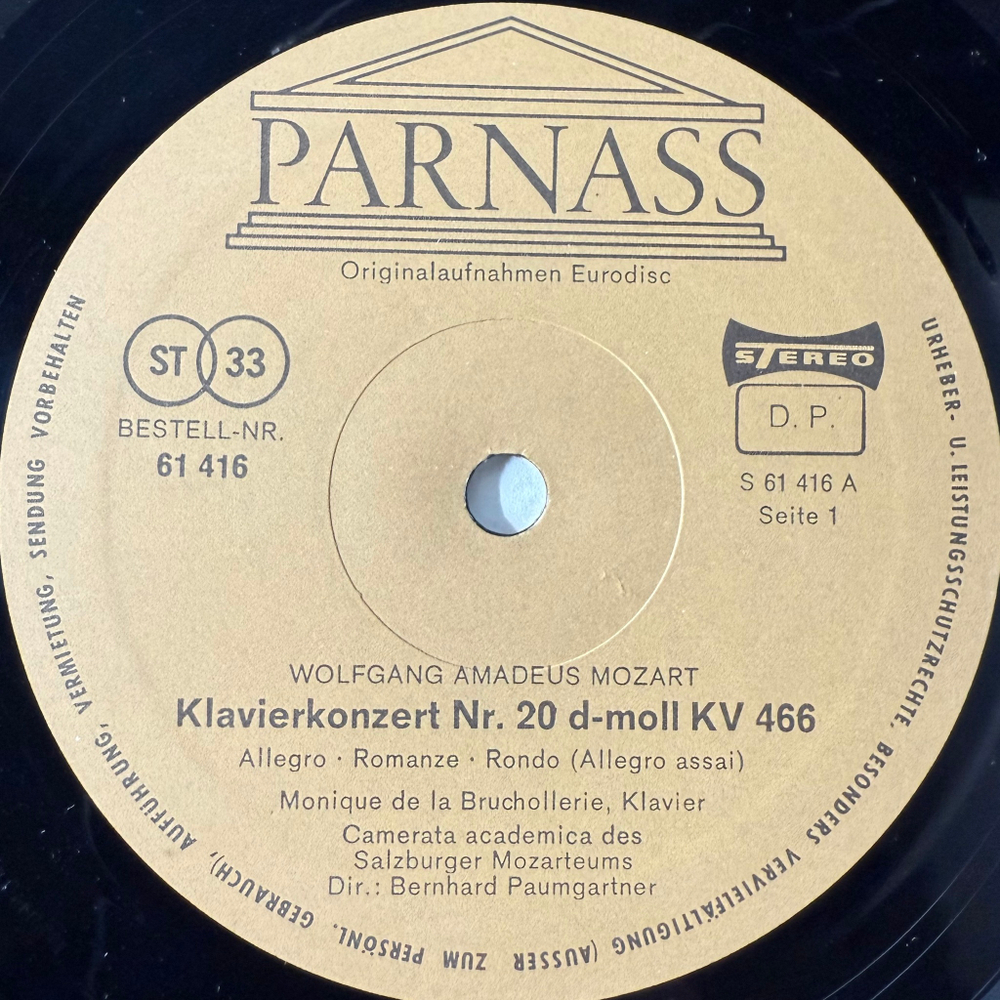 PARNASS
Originalaufnahmen Eurodisc
ST 33
BESTELL-NR.
61 416
STEREO
D. P.
S 61 416 A
Seite 1
WOLFGANG AMADEUS MOZART
Klavierkonzert Nr. 20 d-moll KV 466
Allegro · Romanze · Rondo (Allegro assai)
Monique de la Bruchollerie, Klavier
Camerata academica des
Salzburger Mozarteums
Dir.: Bernhard Paumgartner
URHEBER- U. LEISTUNGSSCHUTZRECHTE, BESONDERS VERVIELFÄLTIGUNG (AUSSER ZUM PERSÖNL. GEBRAUCH), AUFFÜHRUNG, VERMIETUNG, SENDUNG VORBEHALTEN